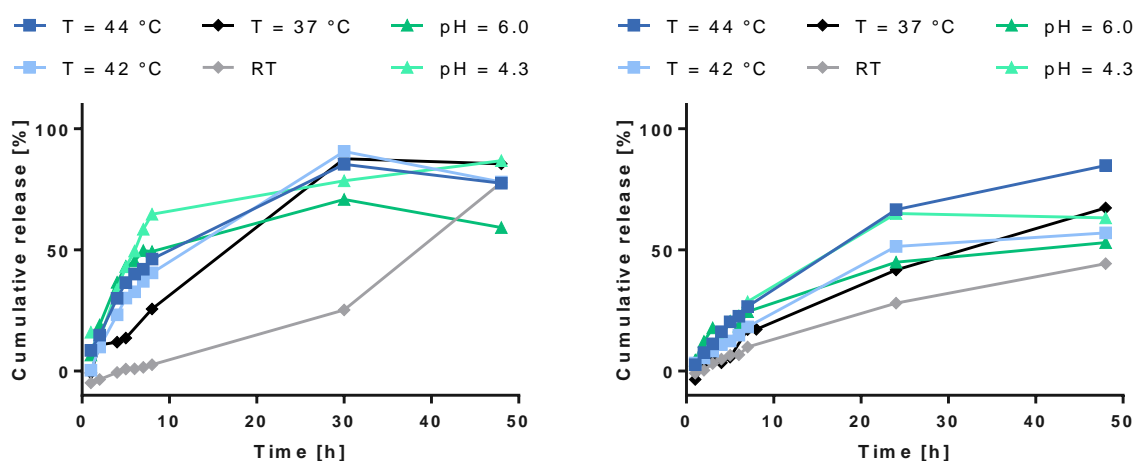 T = 44 °C T = 37 °C pH = 6.0
T = 42 °C RT pH = 4.3
Cumulative release [%]
100
50
0
0 10 20 30 40 50
Time [h]
T = 44 °C T = 37 °C pH = 6.0
T = 42 °C RT pH = 4.3
Cumulative release [%]
100
50
0
0 10 20 30 40 50
Time [h]